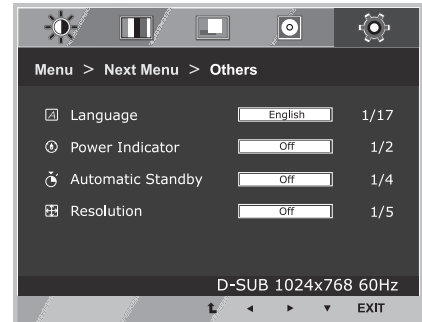 Menu > Next Menu > Others
Language English 1/17
Power Indicator Off 1/2
Automatic Standby Off 1/4
Resolution Off 1/5
D-SUB 1024x768 60Hz
EXIT